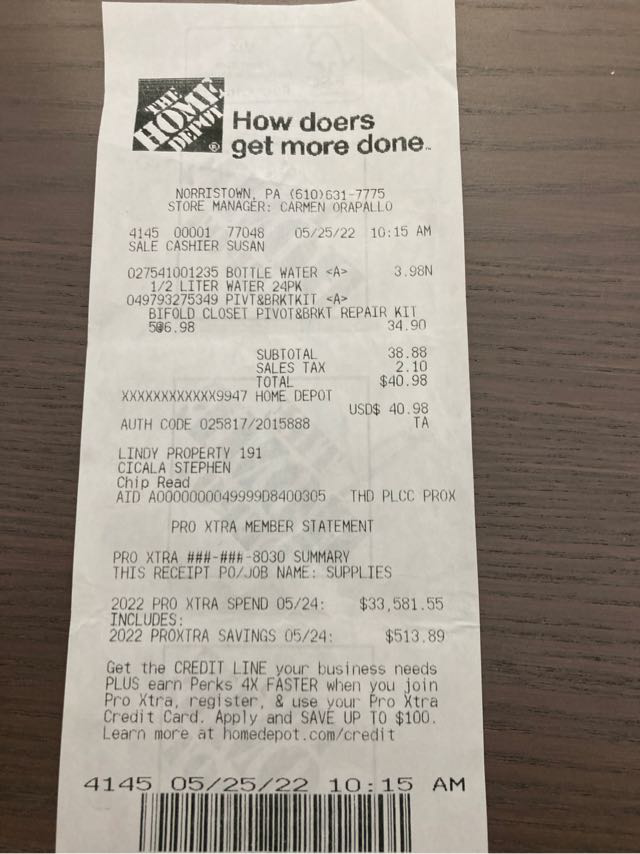 THE
HOME
DEPOT
How doers
get more done™
NORRISTOWN, PA (610)631-7775
STORE MANAGER: CARMEN ORAPALLO
4145 00001 77048 05/25/22 10:15 AM
SALE CASHIER SUSAN
027541001235 BOTTLE WATER <A> 3.98N
1/2 LITER WATER 24PK
049793275349 PIVT&BRKTKIT <A>
BIFOLD CLOSET PIVOT&BRKT REPAIR KIT
5@6.98 34.90
SUBTOTAL 38.88
SALES TAX 2.10
TOTAL $40.98
XXXXXXXXXXXX9947 HOME DEPOT
USD$ 40.98
AUTH CODE 025817/2015888 TA
LINDY PROPERTY 191
CICALA STEPHEN
Chip Read
AID A0000000049999D8400305 THD PLCC PROX
PRO XTRA MEMBER STATEMENT
PRO XTRA ###-###-8030 SUMMARY
THIS RECEIPT PO/JOB NAME: SUPPLIES
2022 PRO XTRA SPEND 05/24: $33,581.55
INCLUDES:
2022 PROXTRA SAVINGS 05/24: $513.89
Get the CREDIT LINE your business needs
PLUS earn Perks 4X FASTER when you join
Pro Xtra, register, & use your Pro Xtra
Credit Card. Apply and SAVE UP TO $100.
Learn more at homedepot.com/credit
4145 05/25/22 10:15 AM